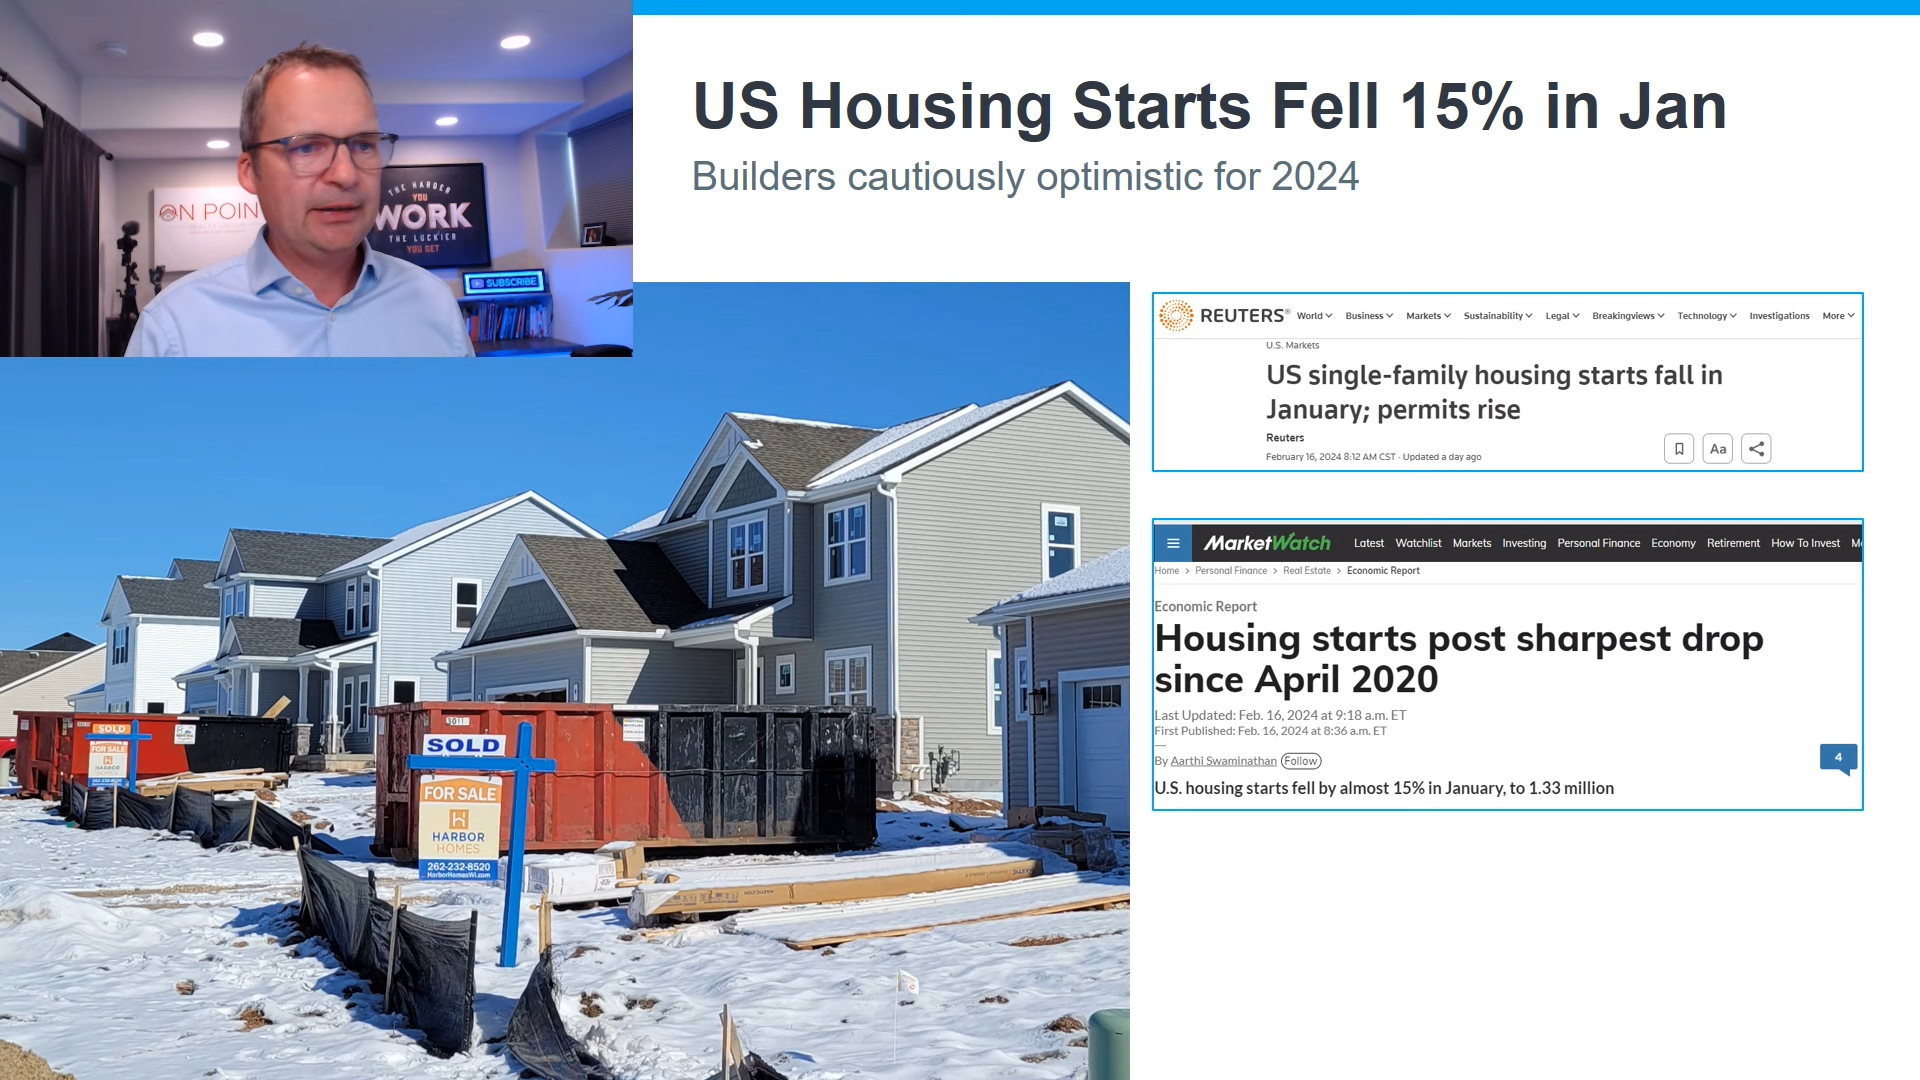 US Housing Starts Fell 15% in Jan
Builders cautiously optimistic for 2024
ON POIN
THE HARDER
YOU
WORK
THE LUCKIER
YOU GET
SUBSCRIBE
REUTERS®
World
Business
Markets
Sustainability
Legal
Breakingviews
Technology
Investigations
More
U.S. Markets
US single-family housing starts fall in
January; permits rise
Reuters
February 16, 2024 8:12 AM CST · Updated a day ago
Aa
MarketWatch
Latest
Watchlist
Markets
Investing
Personal Finance
Economy
Retirement
How To Invest
Home > Personal Finance > Real Estate > Economic Report
Economic Report
Housing starts post sharpest drop
since April 2020
Last Updated: Feb. 16, 2024 at 9:18 a.m. ET
First Published: Feb. 16, 2024 at 8:36 a.m. ET
By Aarthi Swaminathan
Follow
4
U.S. housing starts fell by almost 15% in January, to 1.33 million
SOLD
FOR SALE
HARBOR
HOMES
SOLD
FOR SALE
H
HARBOR
HOMES
262-232-8520
HarborHomesWi.com